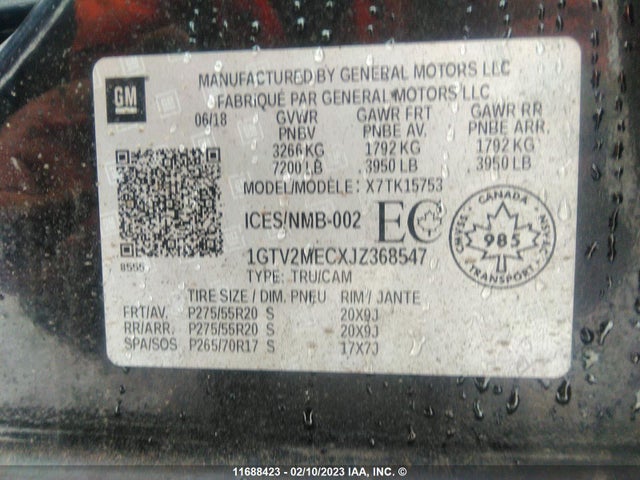 GM
MANUFACTURED BY GENERAL MOTORS LLC
FABRIQUÉ PAR GENERAL MOTORS LLC
06/18 GVWR GAWR FRT GAWR RR
PNBV PNBE AV. PNBE ARR.
3266 KG 1792 KG 1792 KG
7200 LB 3950 LB 3950 LB
MODEL/MODELE: X7TK15753
ICES/NMB-002 EC
CANADA
985
TRANSPORT
8555
1GTV2MECXJZ368547
TYPE: TRU/CAM
TIRE SIZE / DIM. PNEU RIM / JANTE
FRT/AV. P275/55R20 S 20X9J
RR/ARR. P275/55R20 S 20X9J
SPA/SOS P265/70R17 S 17X7J
11688423 - 02/10/2023 IAA, Inc. ©